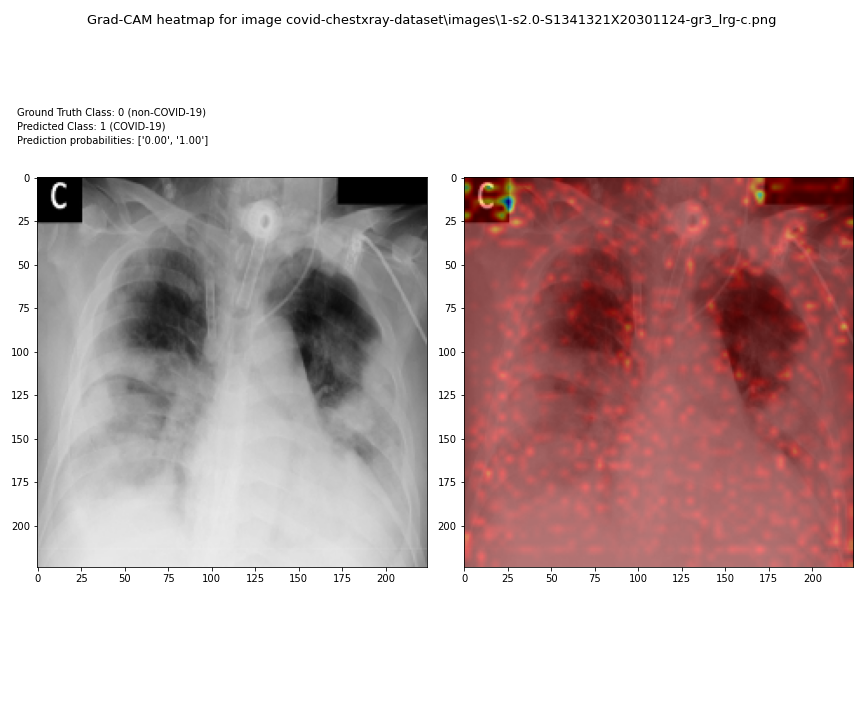 Grad-CAM heatmap for image covid-chestxray-dataset\images\1-s2.0-S1341321X20301124-gr3_lrg-c.png
Ground Truth Class: 0 (non-COVID-19)
Predicted Class: 1 (COVID-19)
Prediction probabilities: ['0.00', '1.00']
C
0
25
50
75
100
125
150
175
200
0 25 50 75 100 125 150 175 200
C
0
25
50
75
100
125
150
175
200
0 25 50 75 100 125 150 175 200